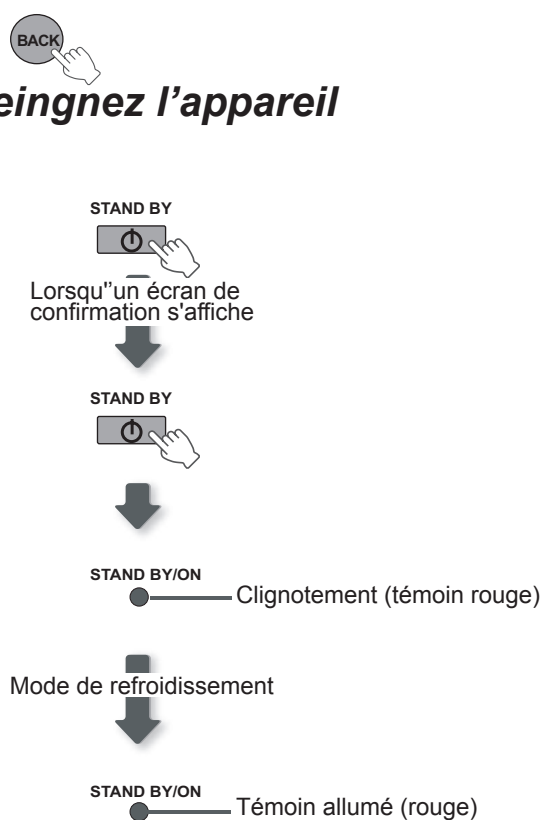 BACK
eingnez l’appareil
STAND BY
Lorsqu'’un écran de
confirmation s'affiche
STAND BY
STAND BY/ON
Clignotement (témoin rouge)
Mode de refroidissement
STAND BY/ON
Témoin allumé (rouge)